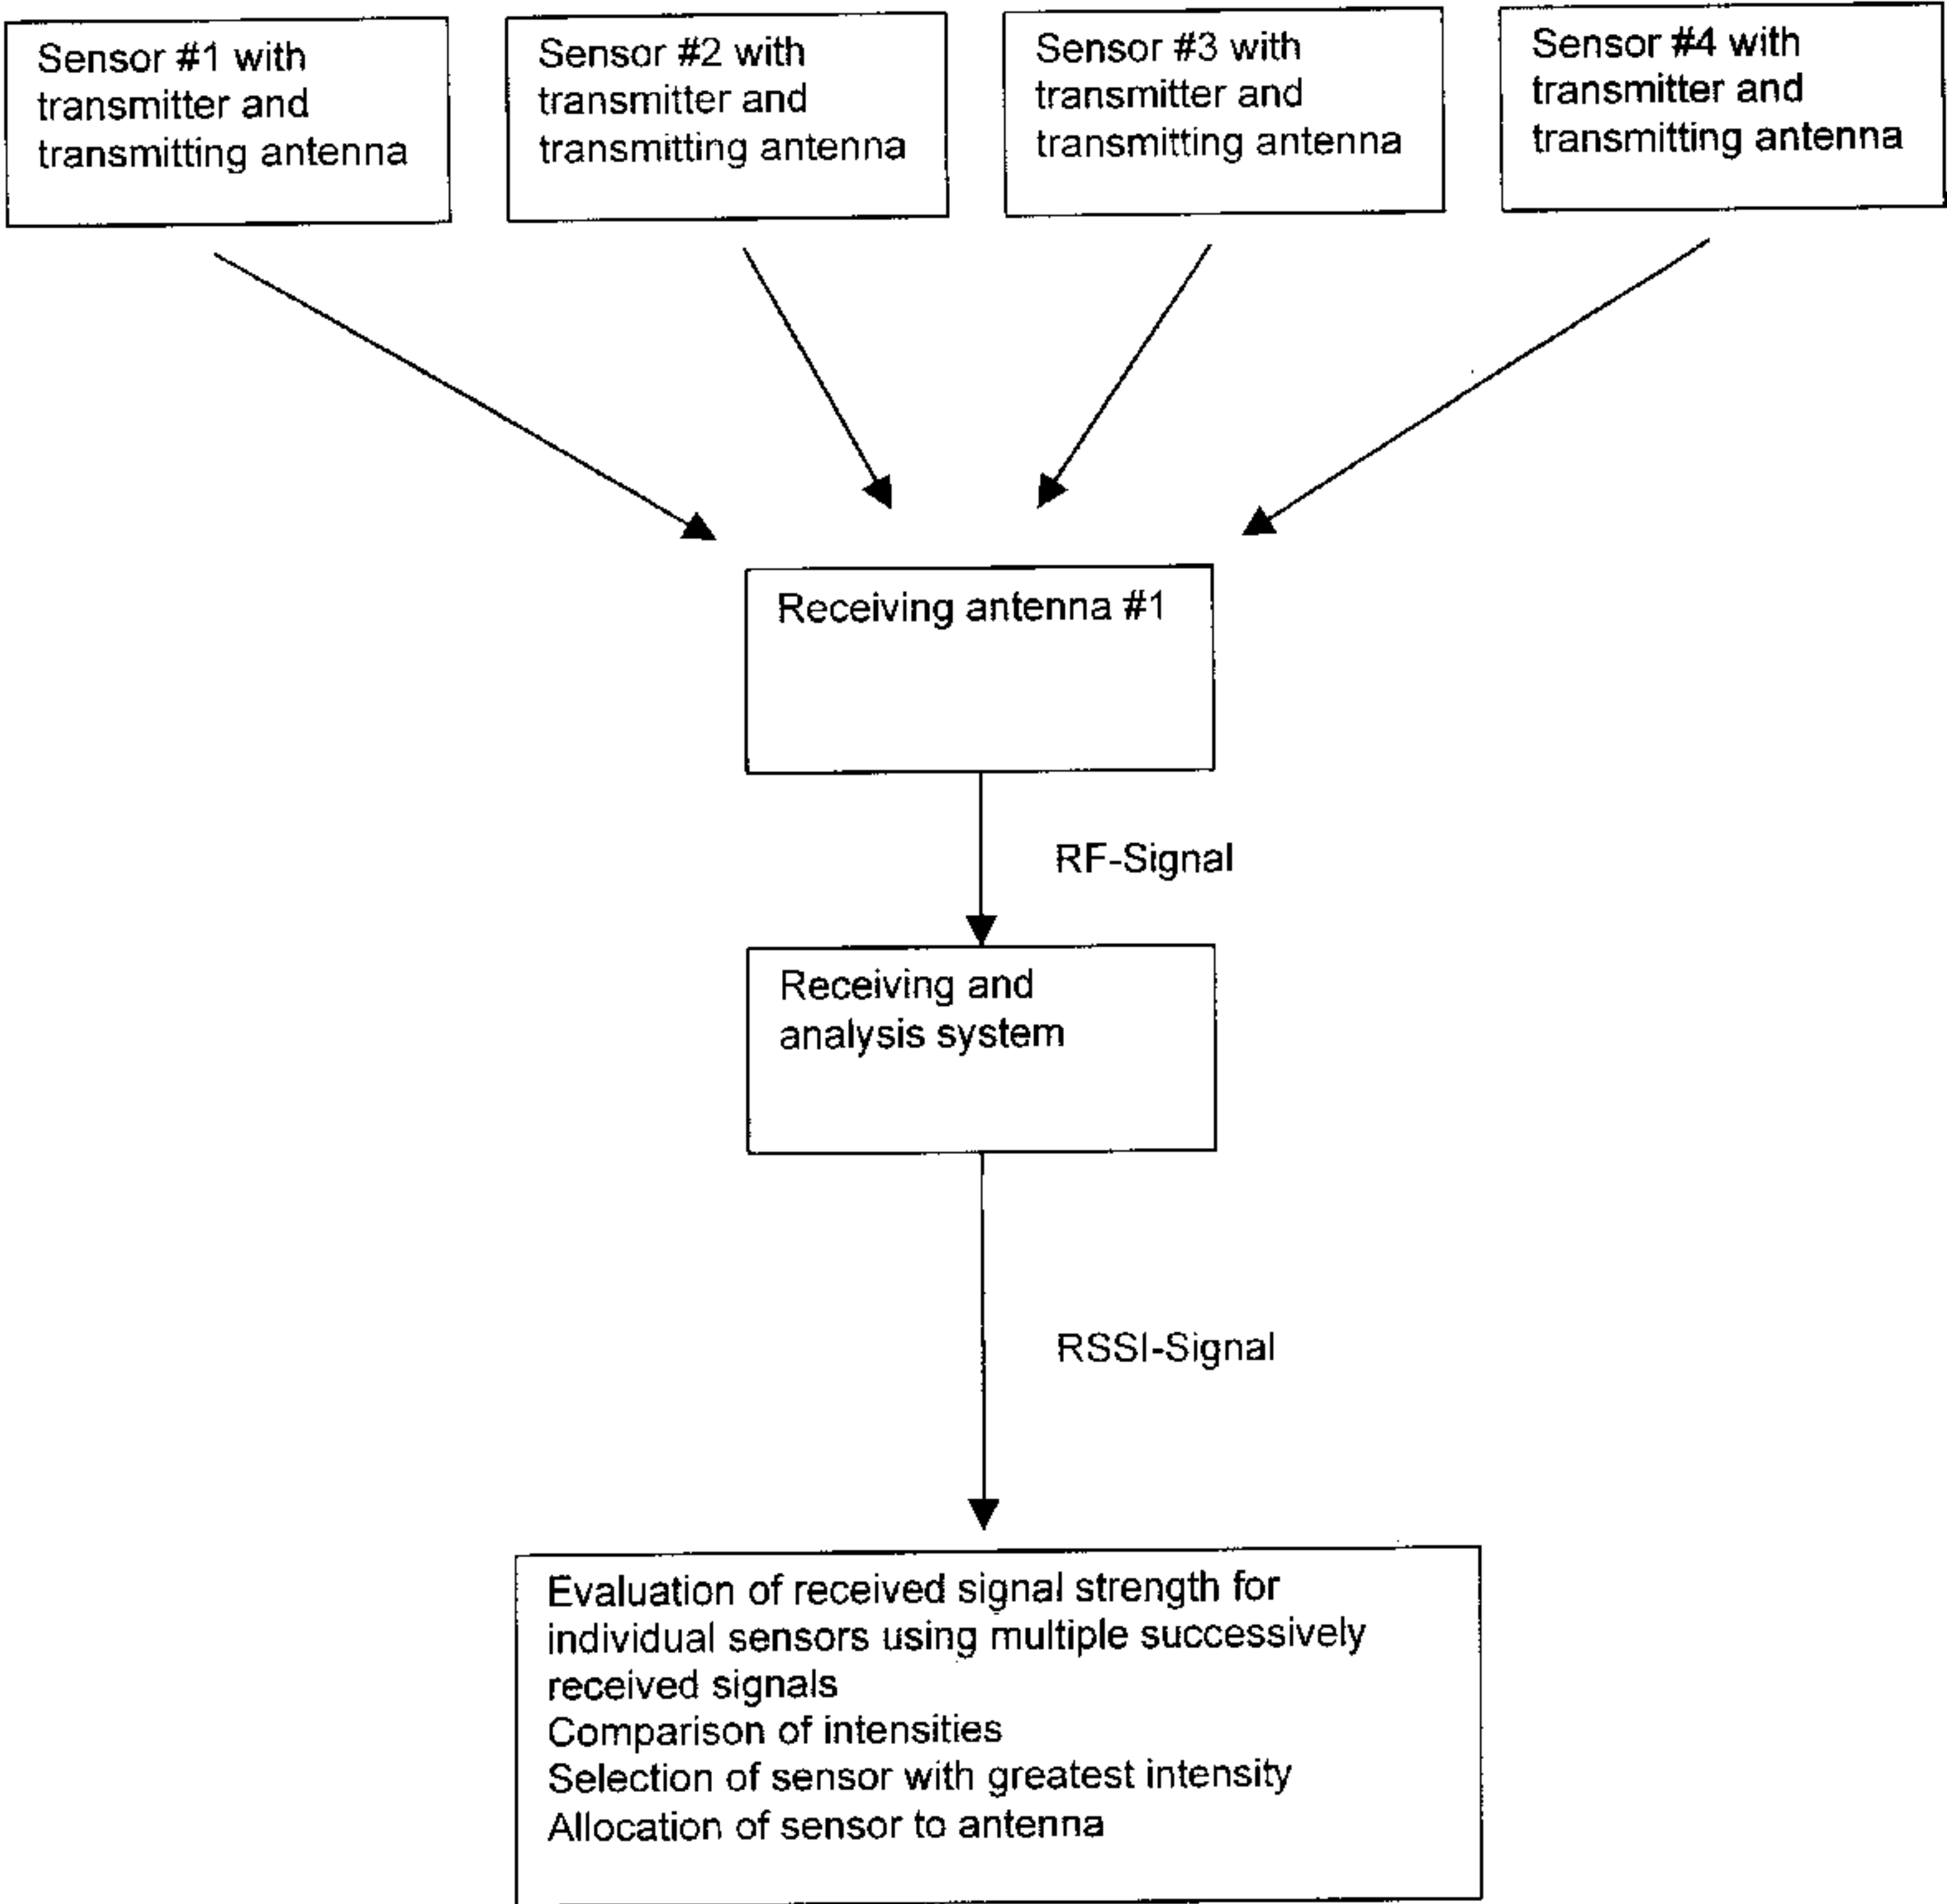 Sensor #1 with
transmitter and
transmitting antenna
Sensor #2 with
transmitter and
transmitting antenna
Sensor #3 with
transmitter and
transmitting antenna
Sensor #4 with
transmitter and
transmitting antenna
Receiving antenna #1
RF-Signal
Receiving and
analysis system
RSSI-Signal
Evaluation of received signal strength for
individual sensors using multiple successively
received signals
Comparison of intensities
Selection of sensor with greatest intensity
Allocation of sensor to antenna